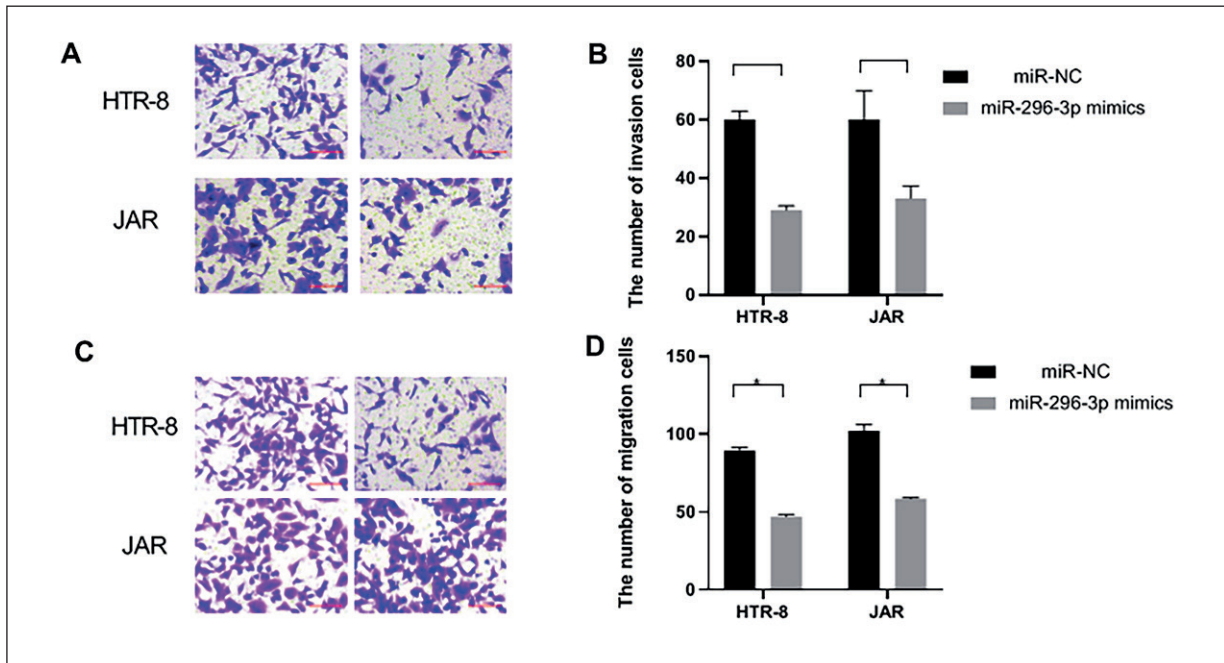 A
HTR-8
JAR
B
The number of invasion cells
80
60
40
20
0
HTR-8
JAR
miR-NC
miR-296-3p mimics
C
HTR-8
JAR
D
The number of migration cells
150
100
50
0
*
*
HTR-8
JAR
miR-NC
miR-296-3p mimics